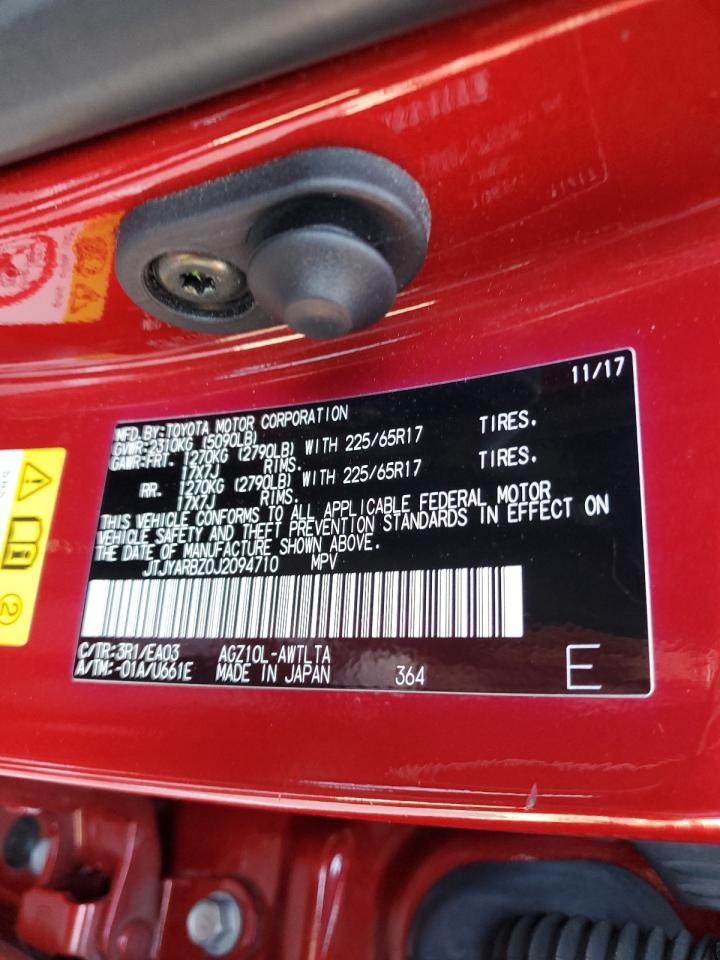 11/17
MFD.BY:TOYOTA MOTOR CORPORATION
GVWR:2310KG (5090LB)
GAWR:FRT. 1270KG (2790LB) WITH 225/65R17 TIRES.
17X7J RIMS.
RR. 1270KG (2790LB) WITH 225/65R17 TIRES.
17X7J RIMS.
THIS VEHICLE CONFORMS TO ALL APPLICABLE FEDERAL MOTOR
VEHICLE SAFETY AND THEFT PREVENTION STANDARDS IN EFFECT ON
THE DATE OF MANUFACTURE SHOWN ABOVE.
JTJYARBZ0J2094710 MPV
C/TR:3R1/EA03 AGZ10L-AWTLTA
A/TM:-01A/U661E MADE IN JAPAN 364
E
2